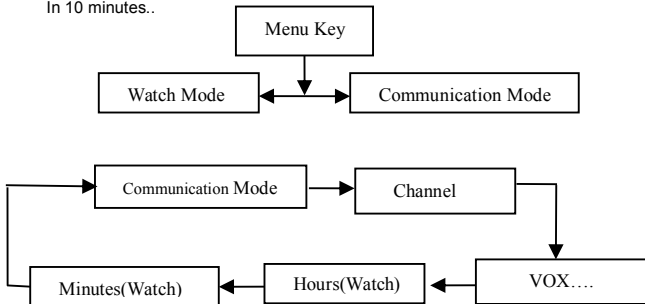 In 10 minutes..
Menu Key
Watch Mode
Communication Mode
Communication Mode
Channel
Minutes(Watch)
Hours(Watch)
VOX….